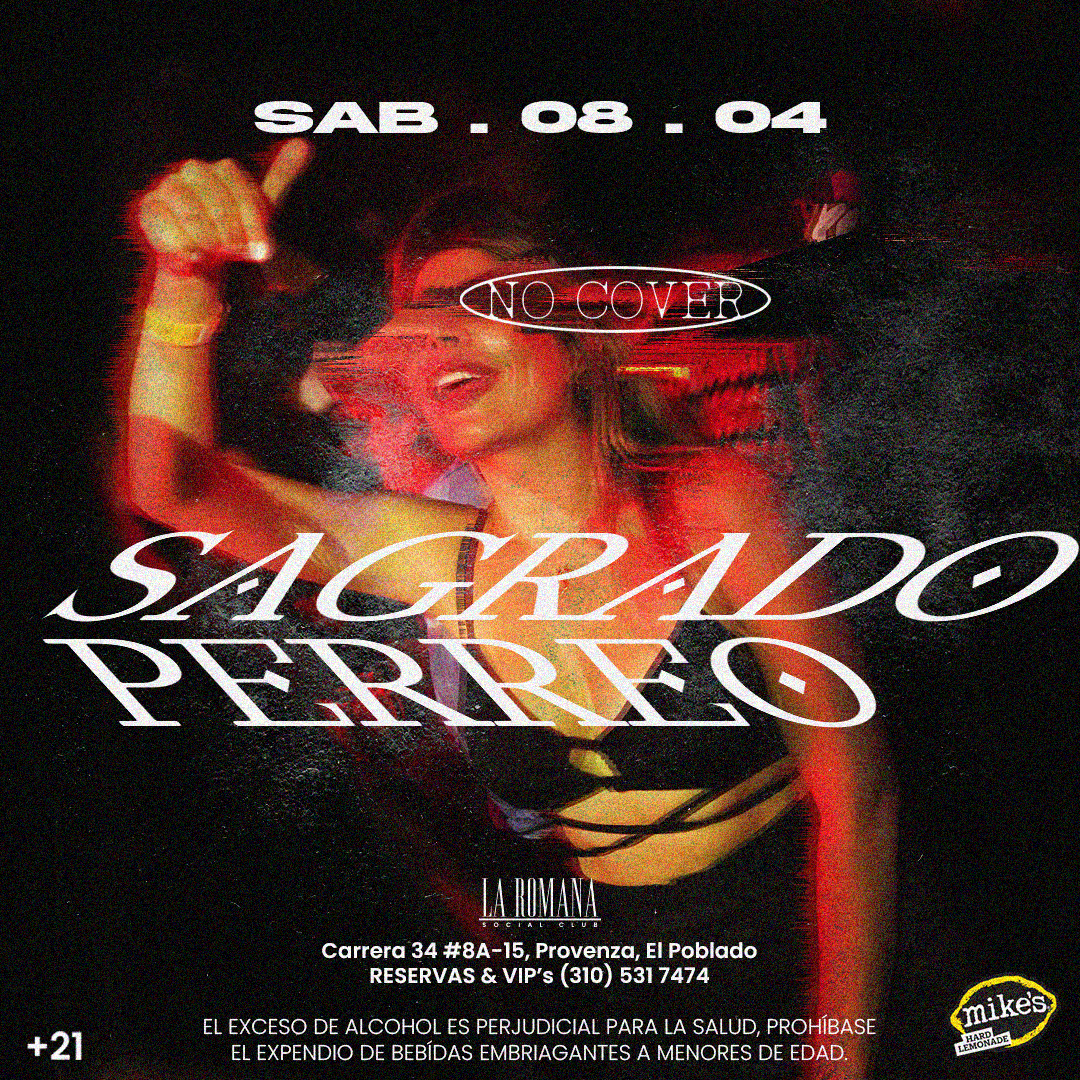 SAB . 08 . 04
NO COVER
SAGRADO
PERREO
LA ROMANA
SOCIAL CLUB
Carrera 34 #8A-15, Provenza, El Poblado
RESERVAS & VIP's (310) 531 7474
EL EXCESO DE ALCOHOL ES PERJUDICIAL PARA LA SALUD, PROHÍBASE
EL EXPENDIO DE BEBÍDAS EMBRIAGANTES A MENORES DE EDAD.
+21
mike's
HARD
LEMONADE